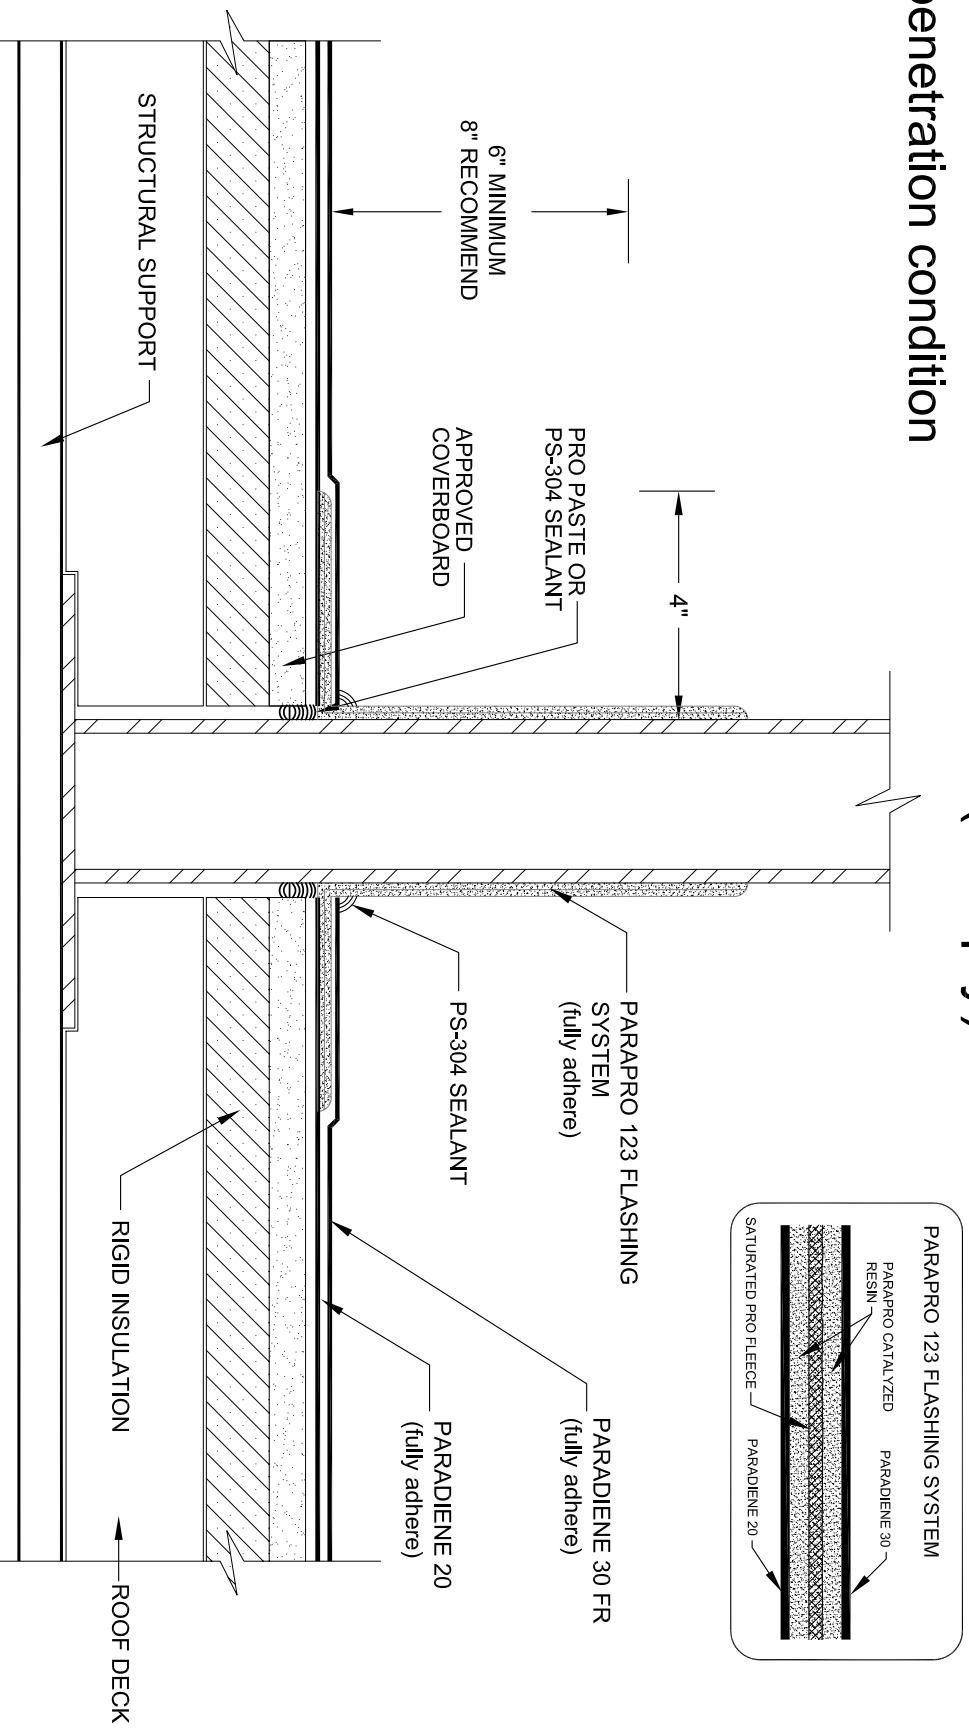 penetration condition
PARAPRO 123 FLASHING SYSTEM
PARAPRO CATALYZED
RESIN
PARADIENE 30
SATURATED PRO FLEECE
PARADIENE 20
4"
6" MINIMUM
8" RECOMMEND
PRO PASTE OR
PS-304 SEALANT
APPROVED
COVERBOARD
STRUCTURAL SUPPORT
PARAPRO 123 FLASHING
SYSTEM
(fully adhere)
PS-304 SEALANT
PARADIENE 30 FR
(fully adhere)
PARADIENE 20
(fully adhere)
RIGID INSULATION
ROOF DECK